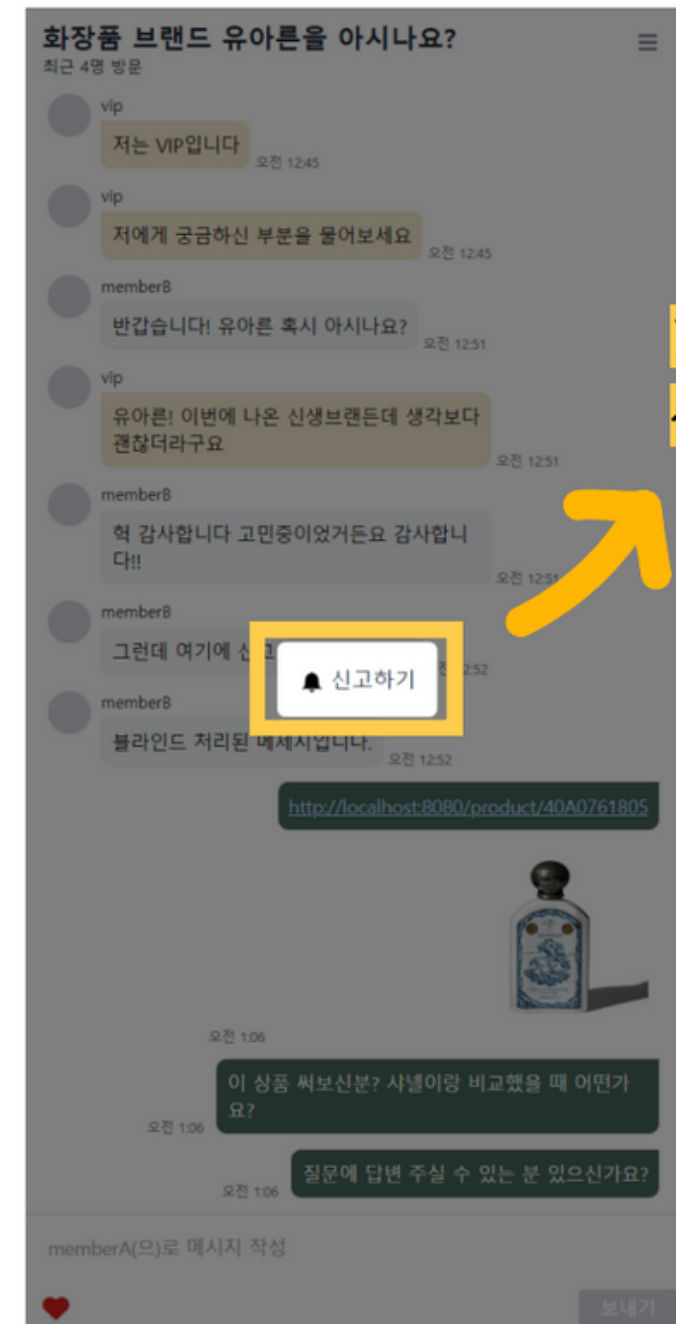 화장품 브랜드 유아른을 아시나요?
최근 4명 방문
vip
저는 VIP입니다
오전 12:45
vip
저에게 궁금하신 부분을 물어보세요
오전 12:45
memberB
반갑습니다! 유아른 혹시 아시나요?
오전 12:51
vip
유아른! 이번에 나온 신생브랜든데 생각보다
괜찮더라구요
오전 12:51
memberB
헉 감사합니다 고민중이었거든요 감사합니
다!!
오전 12:51
memberB
그런데 여기에
12:52
신고하기
memberB
블라인드 처리된 메세지입니다.
오전 12:52
http://localhost:8080/product/40A0761805
오전 1:06
이 상품 써보신분? 샤넬이랑 비교했을 때 어떤가
요?
오전 1:06
질문에 답변 주실 수 있는 분 있으신가요?
오전 1:06
memberA(으)로 메시지 작성
보내기